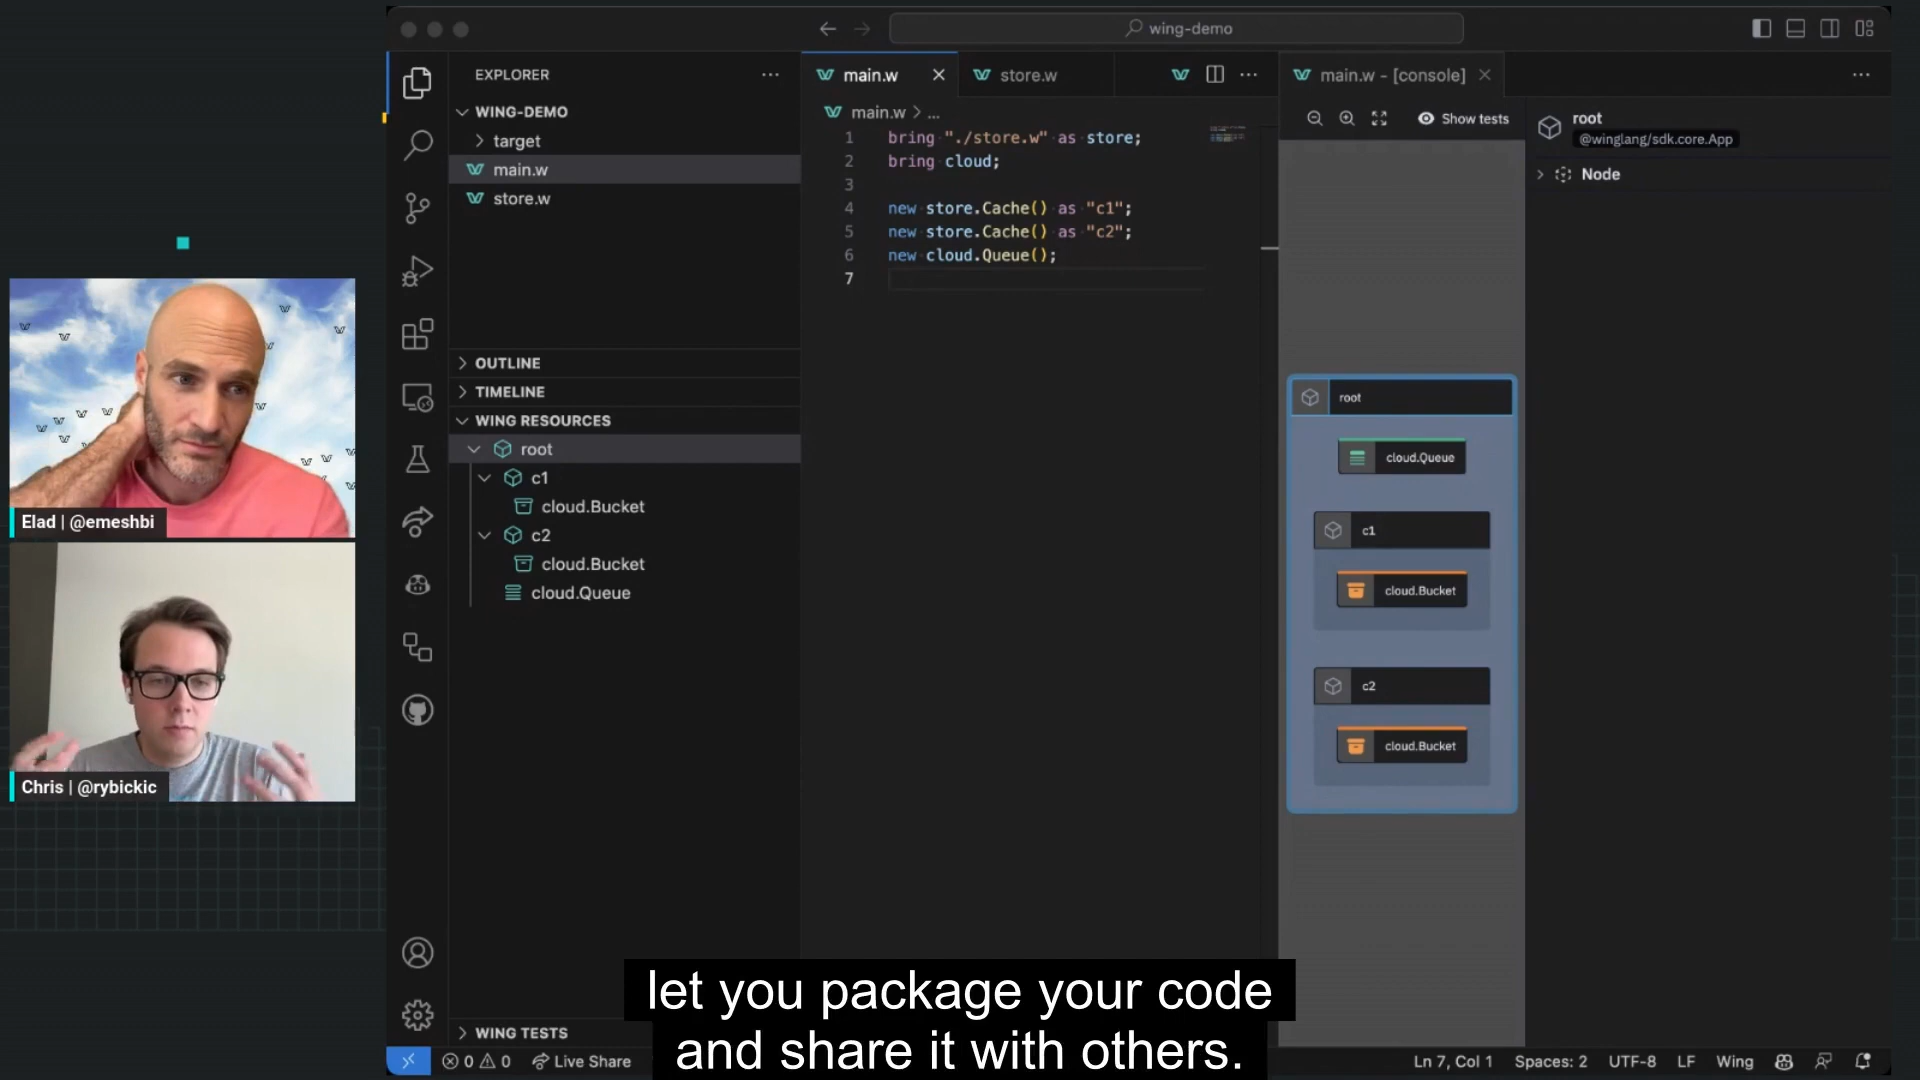 wing-demo
EXPLORER
WING-DEMO
target
main.w
store.w
OUTLINE
TIMELINE
WING RESOURCES
root
c1
cloud.Bucket
c2
cloud.Bucket
cloud.Queue
WING TESTS
main.w
store.w
main.w > ...
1 bring "./store.w" as store;
2 bring cloud;
3
4 new store.Cache() as "c1";
5 new store.Cache() as "c2";
6 new cloud.Queue();
7
main.w - [console]
Show tests
root
cloud.Queue
c1
cloud.Bucket
c2
cloud.Bucket
root
@winglang/sdk.core.App
Node
Elad | @emeshbi
Chris | @rybickic
let you package your code
and share it with others.
0 0 Live Share
Ln 7, Col 1 Spaces: 2 UTF-8 LF Wing